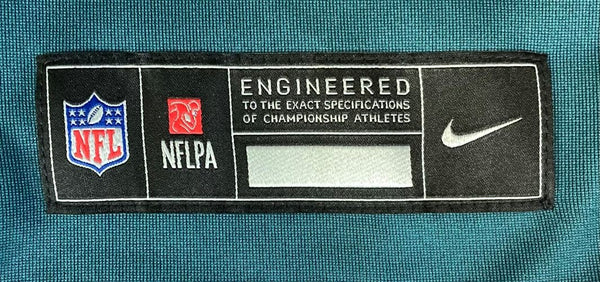 NFL
NFLPA
ENGINEERED
TO THE EXACT SPECIFICATIONS
OF CHAMPIONSHIP ATHLETES